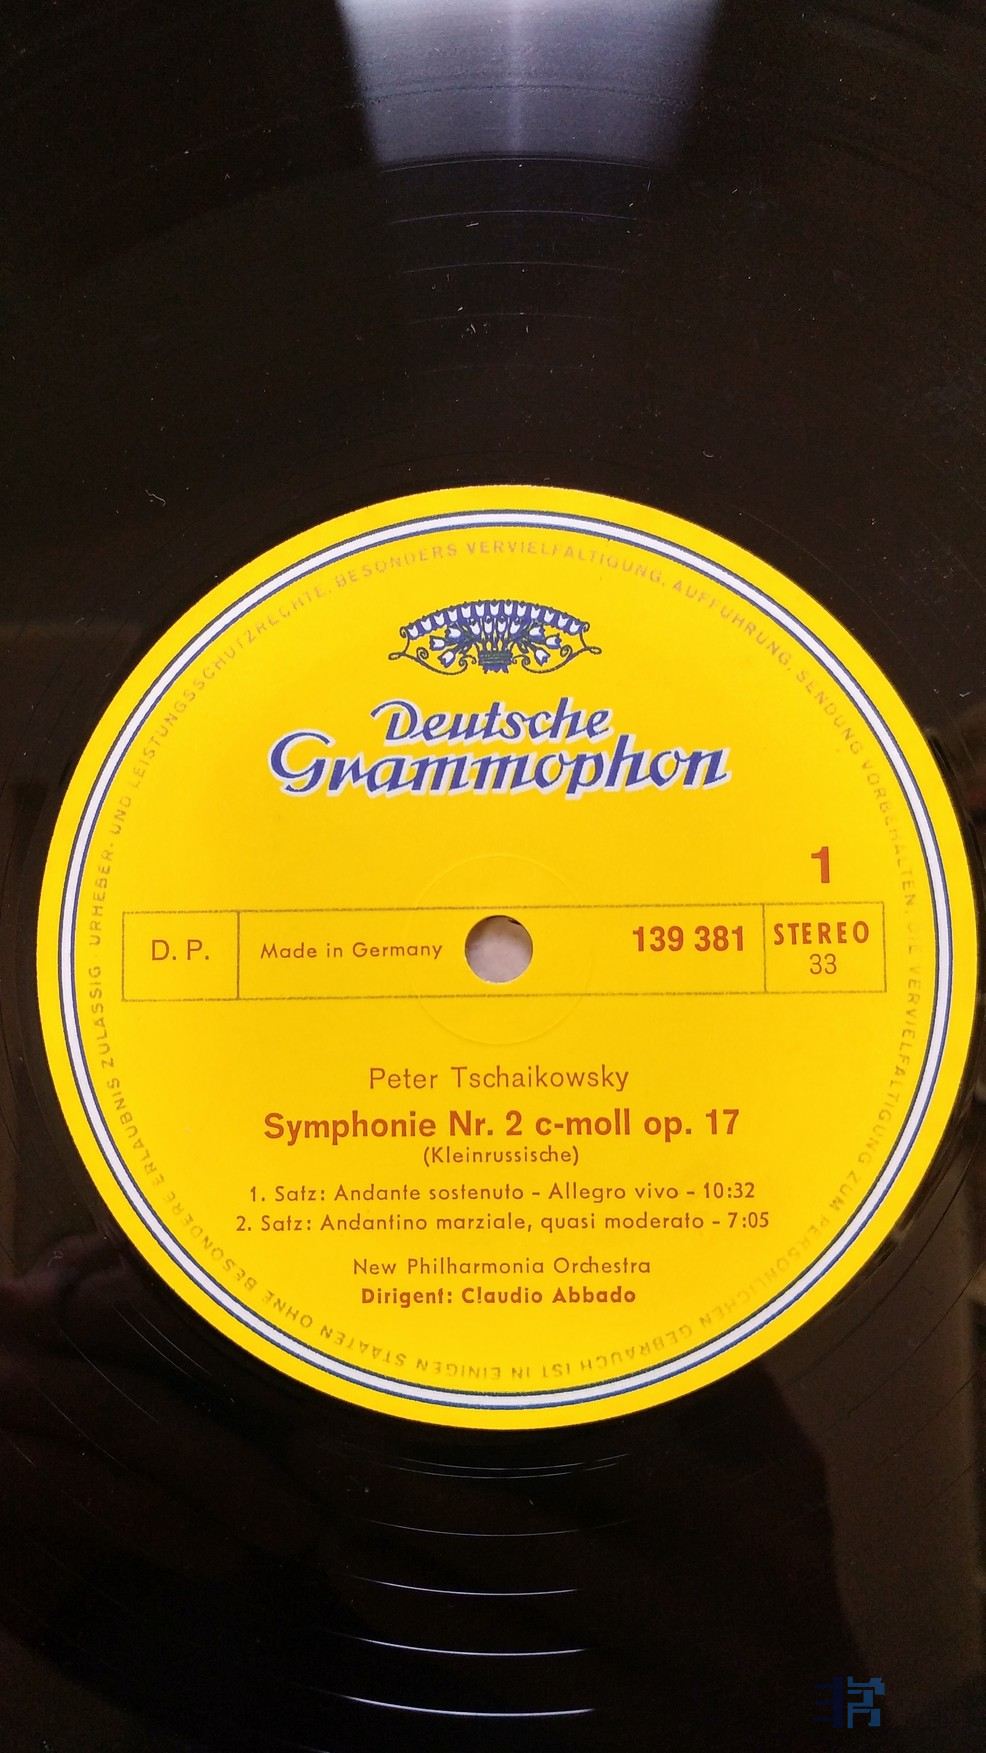 Deutsche
Grammophon
1
D. P.
Made in Germany
139 381
STEREO
33
Peter Tschaikowsky
Symphonie Nr. 2 c-moll op. 17
(Kleinrussische)
1. Satz: Andante sostenuto – Allegro vivo – 10:32
2. Satz: Andantino marziale, quasi moderato – 7:05
New Philharmonia Orchestra
Dirigent: Claudio Abbado
URHEBER- UND LEISTUNGSSCHUTZRECHTE, BESONDERS VERVIELFÄLTIGUNG, AUFFÜHRUNG, SENDUNG VORBEHALTEN. DIE VERVIELFÄLTIGUNG ZUM PERSÖNLICHEN GEBRAUCH IST IN EINIGEN STAATEN OHNE BESONDERE ERLAUBNIS ZULÄSSIG ·